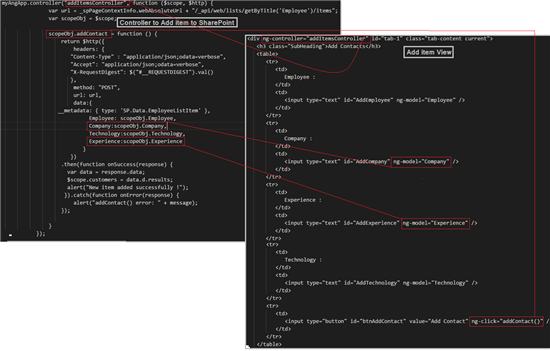 myAngApp.controller("addItemsController", function ($scope, $http) {
var url = _spPageContextInfo.webAbsoluteUrl + "/_api/web/lists/getByTitle('Employee')/items";
var scopeObj = $scope;
Controller to Add Item to SharePoint
scopeObj.addContact = function () {
return $http({
headers: {
"Content-Type" : "application/json;odata=verbose",
"Accept": "application/json;odata=verbose",
"X-RequestDigest": $("#__REQUESTDIGEST").val()
},
method: "POST",
url: url,
data:{
__metadata: { type: 'SP.Data.EmployeeListItem' },
Employee: scopeObj.Employee,
Company:scopeObj.Company,
Technology:scopeObj.Technology,
Experience:scopeObj.Experience
}
})
.then(function onSuccess(response) {
var data = response.data;
$scope.customers = data.d.results;
alert("New item added successfully !");
}).catch(function onError(response) {
alert("addContact() error: " + message);
});
}
});
<div ng-controller="addItemsController" id="tab-1" class="tab-content current">
<h3 class="SubHeading">Add Contacts</h3>
Add Item View
<table>
<tr>
<td>
Employee :
</td>
<td>
<input type="text" id="AddEmployee" ng-model="Employee" />
</td>
</tr>
<tr>
<td>
Company :
</td>
<td>
<input type="text" id="AddCompany" ng-model="Company" />
</td>
</tr>
<tr>
<td>
Experience :
</td>
<td>
<input type="text" id="AddExperience" ng-model="Experience" />
</td>
</tr>
<tr>
<td>
Technology :
</td>
<td>
<input type="text" id="AddTechnology" ng-model="Technology" />
</td>
</tr>
<tr>
<td>
</td>
<td>
<input type="button" id="btnAddContact" value="Add Contact" ng-click="addContact()" /
</td>
</tr>
</table>